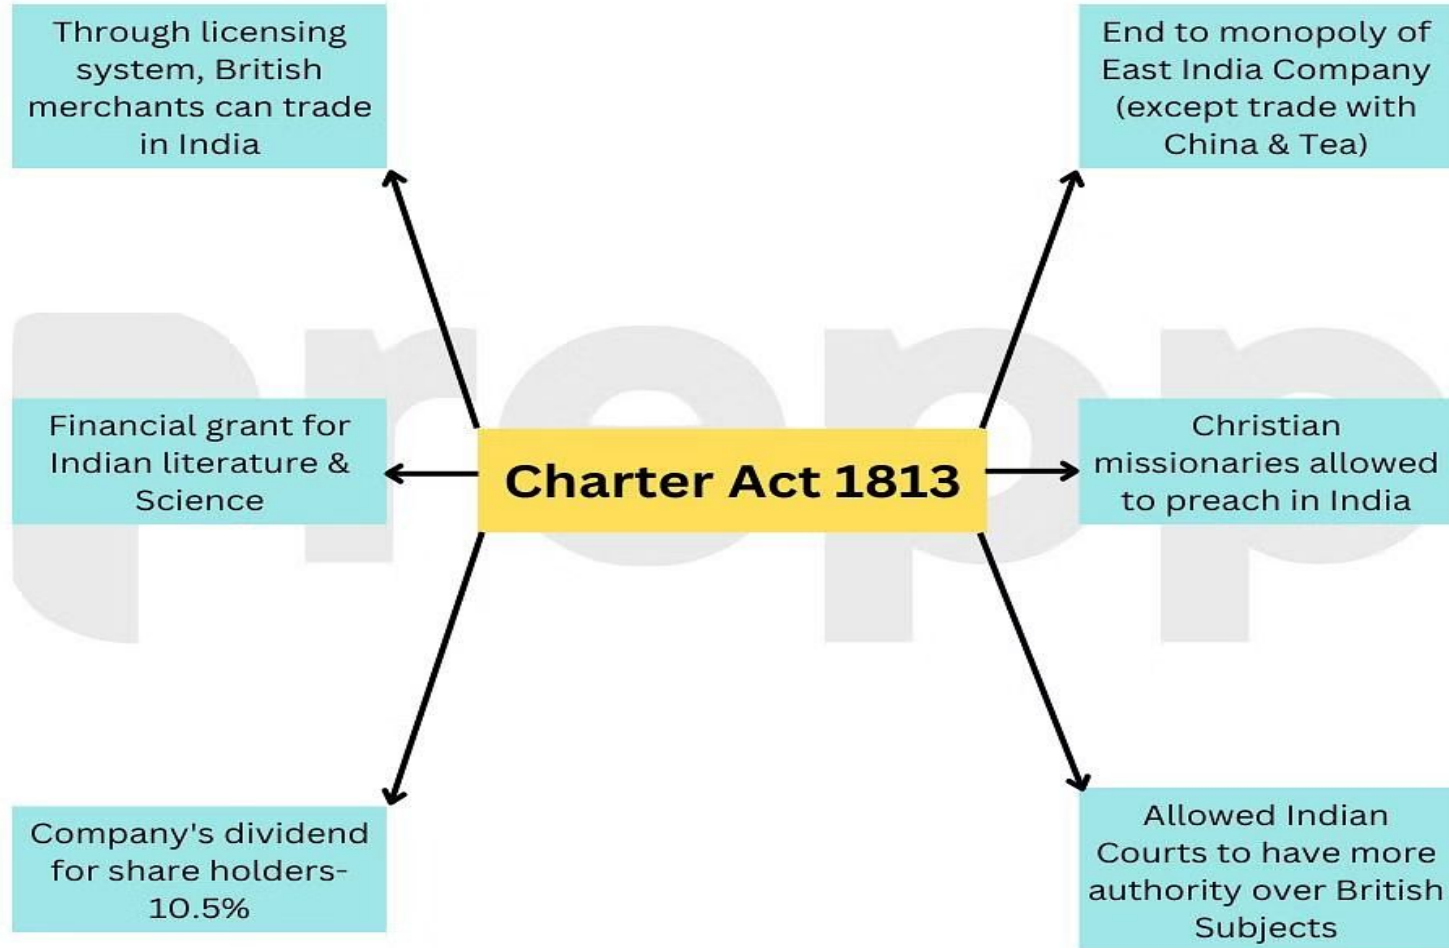 Through licensing
system, British
merchants can trade
in India
End to monopoly of
East India Company
(except trade with
China & Tea)
Financial grant for
Indian literature &
Science
Charter Act 1813
Christian
missionaries allowed
to preach in India
Company's dividend
for share holders-
10.5%
Allowed Indian
Courts to have more
authority over British
Subjects
prepp